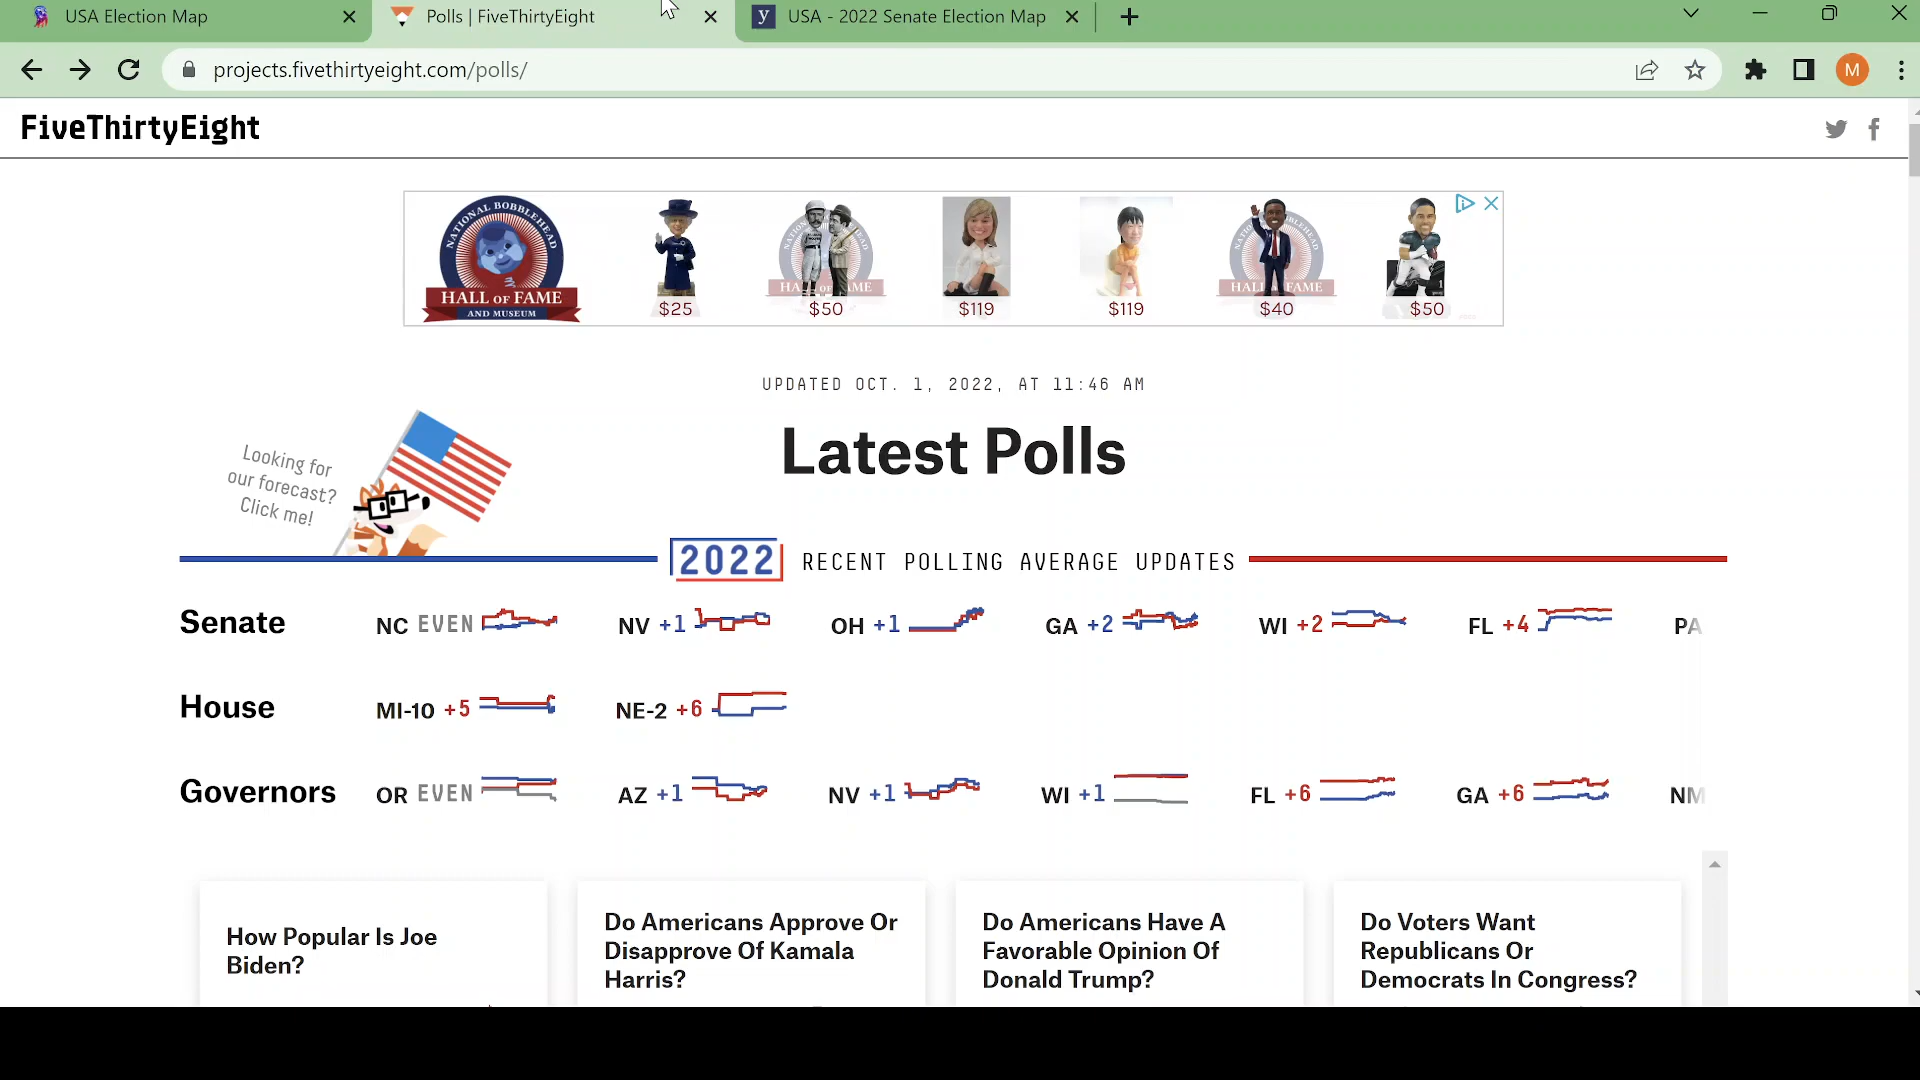 USA Election Map
Polls | FiveThirtyEight
USA - 2022 Senate Election Map
projects.fivethirtyeight.com/polls/
M
FiveThirtyEight
NATIONAL BOBBLEHEAD
HALL OF FAME
AND MUSEUM
$25
$50
$119
$119
$40
$50
UPDATED OCT. 1, 2022, AT 11:46 AM
Latest Polls
Looking for
our forecast?
Click me!
2022 RECENT POLLING AVERAGE UPDATES
Senate NC EVEN NV +1 OH +1 GA +2 WI +2 FL +4 PA
House MI-10 +5 NE-2 +6
Governors OR EVEN AZ +1 NV +1 WI +1 FL +6 GA +6 NM
How Popular Is Joe
Biden?
Do Americans Approve Or
Disapprove Of Kamala
Harris?
Do Americans Have A
Favorable Opinion Of
Donald Trump?
Do Voters Want
Republicans Or
Democrats In Congress?